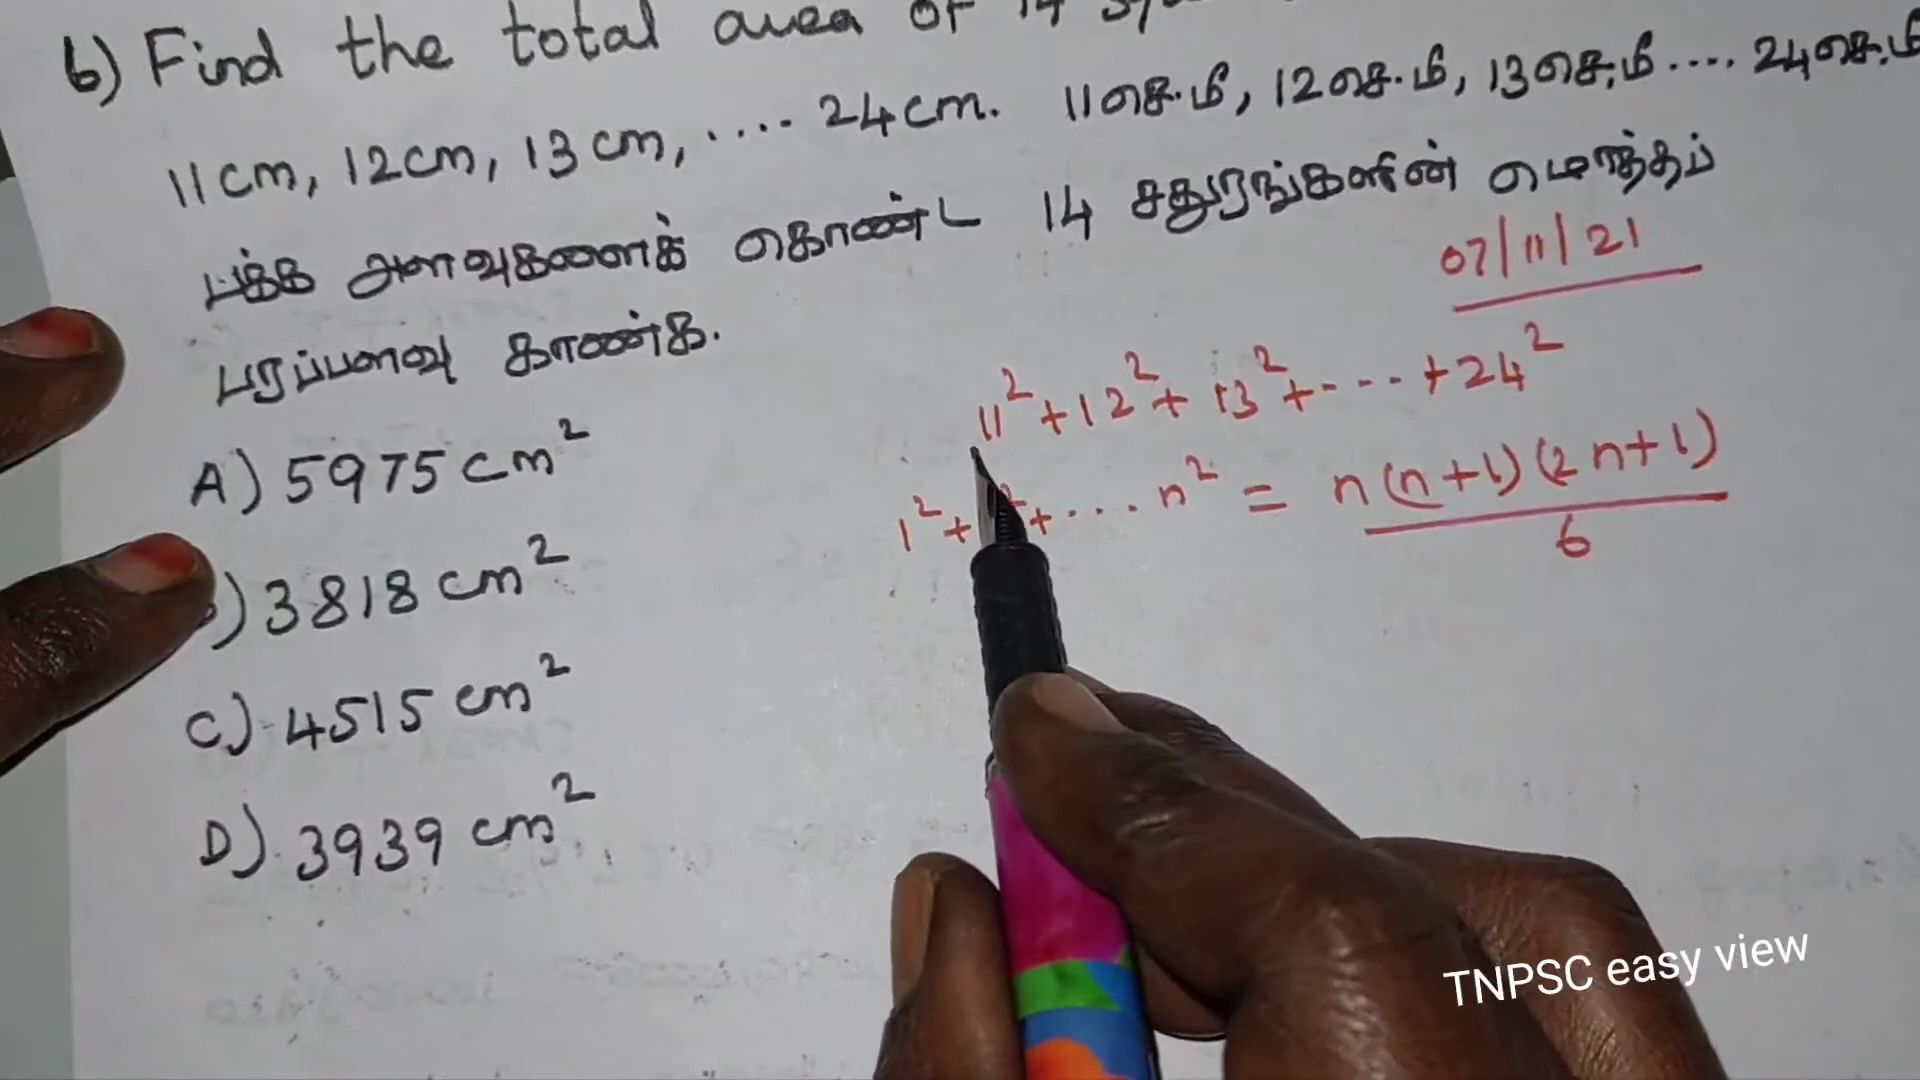 6) Find the total area of 14
11cm, 12cm, 13cm, .... 24cm. 11செ.மீ, 12செ.மீ, 13செ.மீ .... 24செ.மீ
பக்க அளவுகளைக் கொண்ட 14 சதுரங்களின் மொத்தப்
பரப்பளவு காண்க.
07/11/21
11² + 12² + 13² + --- + 24²
1² + ² + .... n² = n(n+1)(2n+1)
6
A) 5975 cm²
) 3818 cm²
C) 4515 cm²
D) 3939 cm²
TNPSC easy view